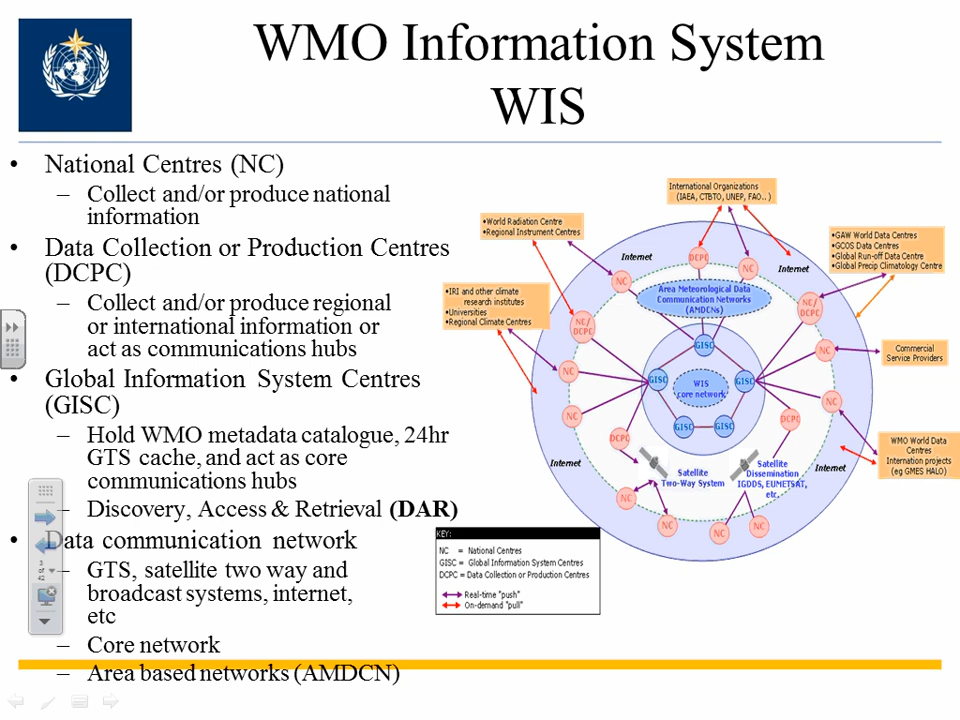 WMO Information System
WIS
• National Centres (NC)
– Collect and/or produce national
information
• Data Collection or Production Centres
(DCPC)
– Collect and/or produce regional
or international information or
act as communications hubs
• Global Information System Centres
(GISC)
– Hold WMO metadata catalogue, 24hr
GTS cache, and act as core
communications hubs
– Discovery, Access & Retrieval (DAR)
• Data communication network
– GTS, satellite two way and
broadcast systems, internet,
etc
– Core network
– Area based networks (AMDCN)
3
of
42
International Organizations
(IAEA, CTBTO, UNEP, FAO..)
•World Radiation Centre
•Regional Instrument Centres
•GAW World Data Centres
•GCOS Data Centres
•Global Run-off Data Centre
•Global Precip Climatology Centre
•IRI and other climate
research institutes
•Universities
•Regional Climate Centres
Commercial
Service Providers
WMO World Data
Centres
Internation projects
(eg GMES HALO)
Internet
Internet
Internet
Internet
DCPC
NC
NC
NC/
DCPC
NC/
DCPC
NC
NC
NC
NC
DCPC
DCPC
NC
NC
NC
NC
Area Meteorological Data
Communication Networks
(AMDCNs)
GISC
GISC
GISC
GISC
GISC
WIS
core network
Satellite
Two-Way System
Satellite
Dissemination
IGDDS, EUMETSAT,
etc.
KEY:
NC = National Centres
GISC = Global Information System Centres
DCPC = Data Collection or Production Centres
Real-time "push"
On-demand "pull"